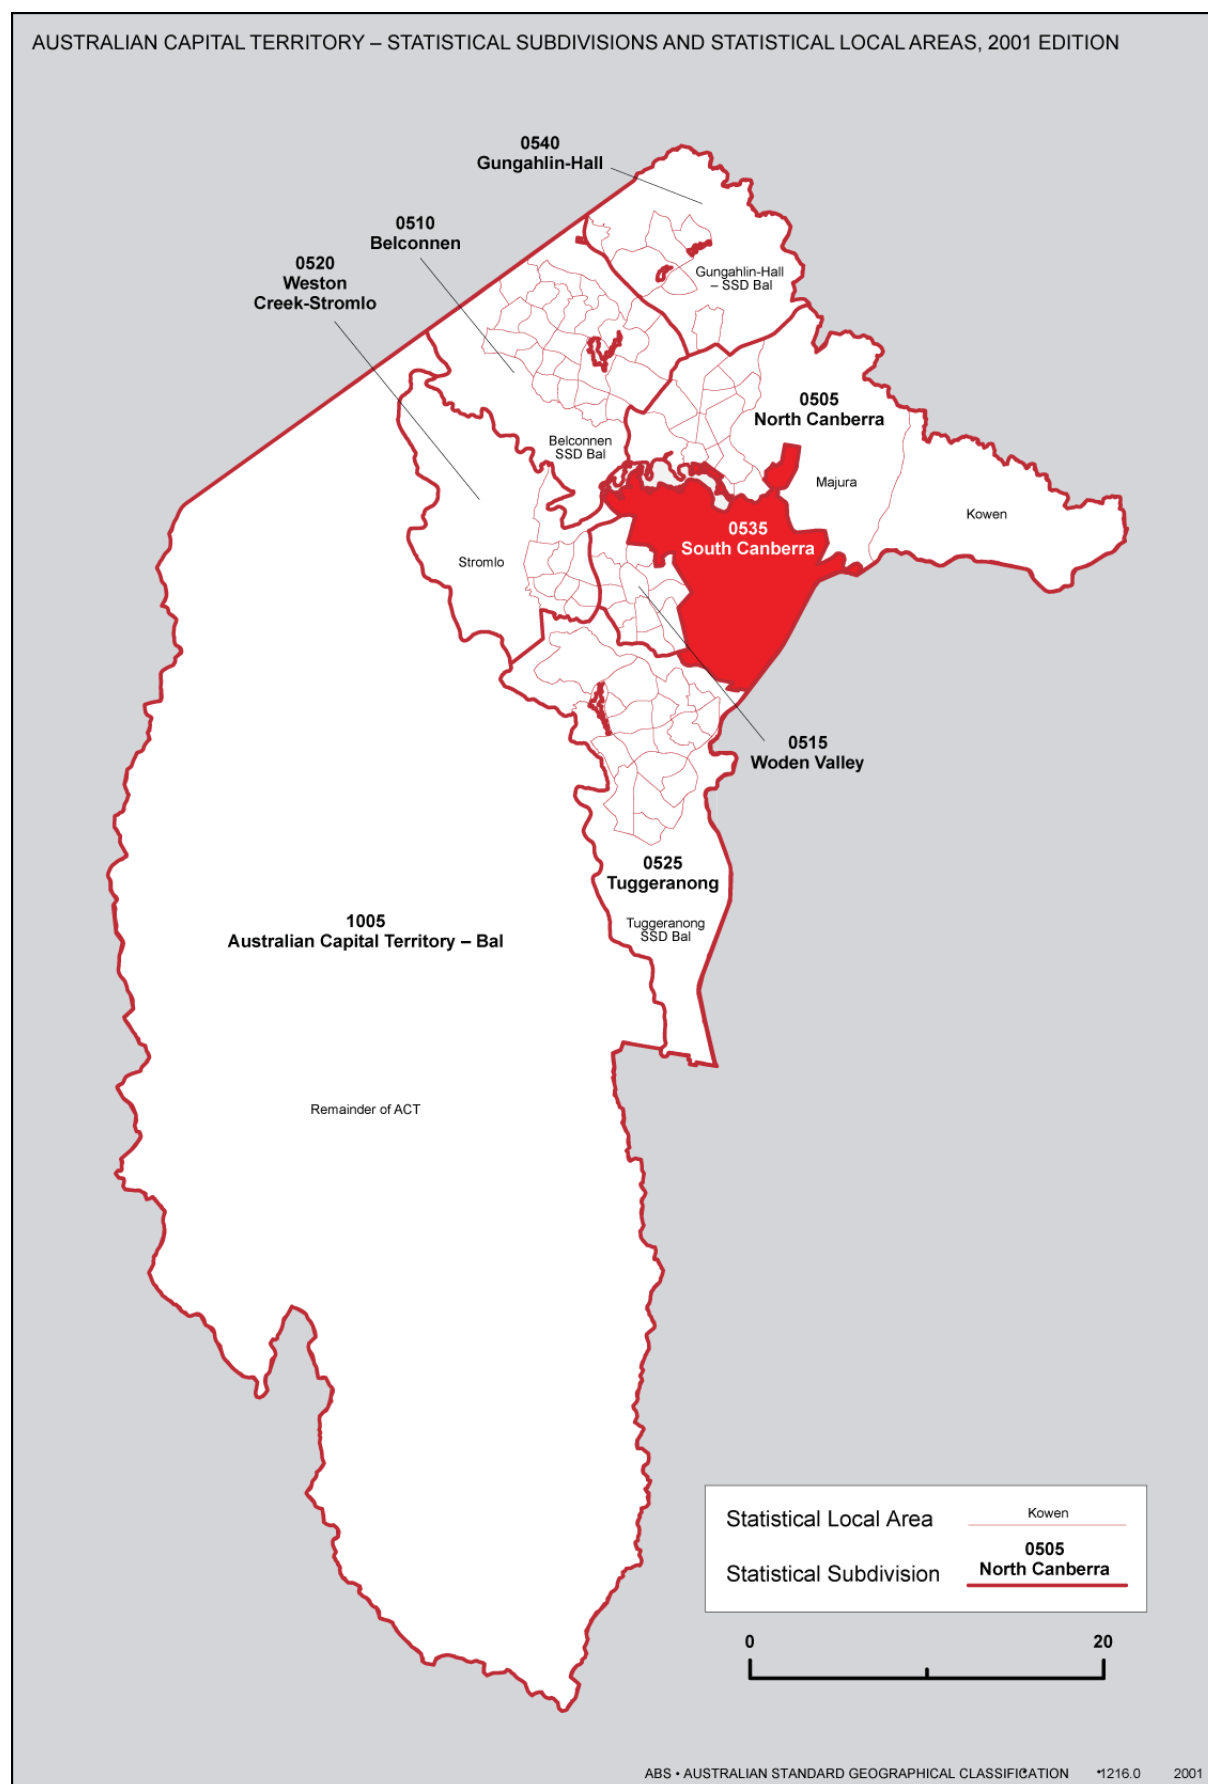 AUSTRALIAN CAPITAL TERRITORY – STATISTICAL SUBDIVISIONS AND STATISTICAL LOCAL AREAS, 2001 EDITION
0540
Gungahlin-Hall
0510
Belconnen
0520
Weston
Creek-Stromlo
Gungahlin-Hall
– SSD Bal
0505
North Canberra
Belconnen
SSD Bal
Majura
Kowen
0535
South Canberra
Stromlo
0515
Woden Valley
0525
Tuggeranong
Tuggeranong
SSD Bal
1005
Australian Capital Territory – Bal
Remainder of ACT
Statistical Local Area
Kowen
Statistical Subdivision
0505
North Canberra
0 20
ABS • AUSTRALIAN STANDARD GEOGRAPHICAL CLASSIFICATION •1216.0 2001